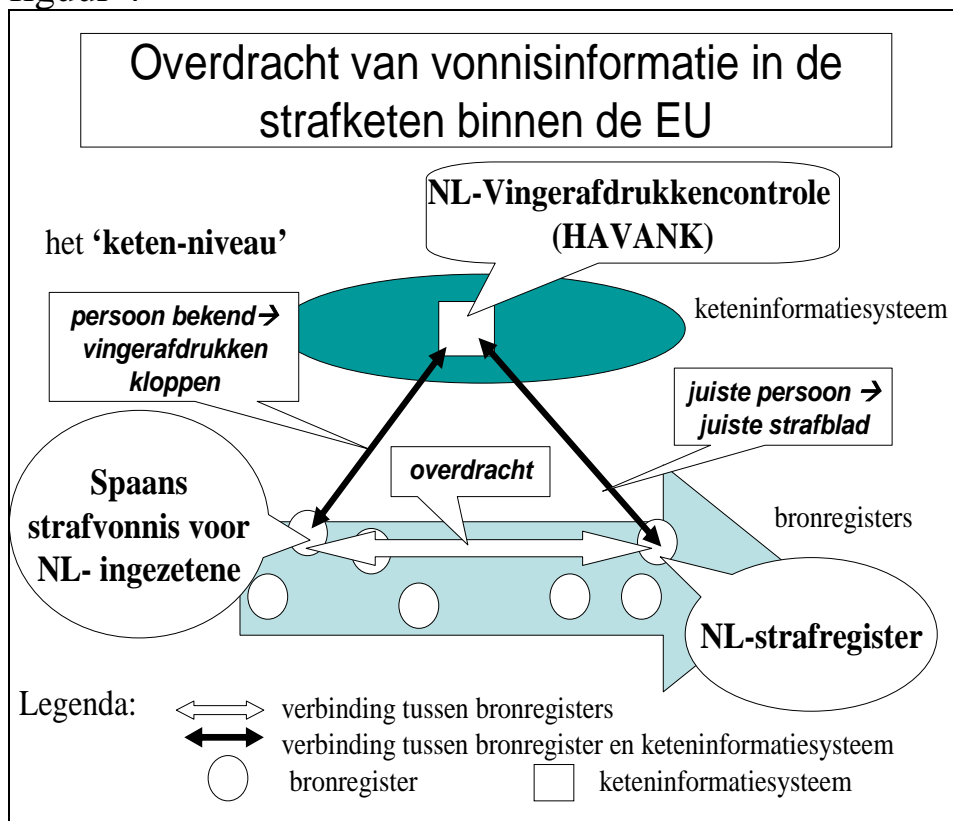 Overdracht van vonnisinformatie in de
strafketen binnen de EU
NL-Vingerafdrukkencontrole
(HAVANK)
het ‘keten-niveau’
keteninformatiesysteem
persoon bekend→
vingerafdrukken
kloppen
juiste persoon →
juiste strafblad
overdracht
Spaans
strafvonnis voor
NL- ingezetene
bronregisters
NL-strafregister
Legenda:
verbinding tussen bronregisters
verbinding tussen bronregister en keteninformatiesysteem
bronregister
keteninformatiesysteem